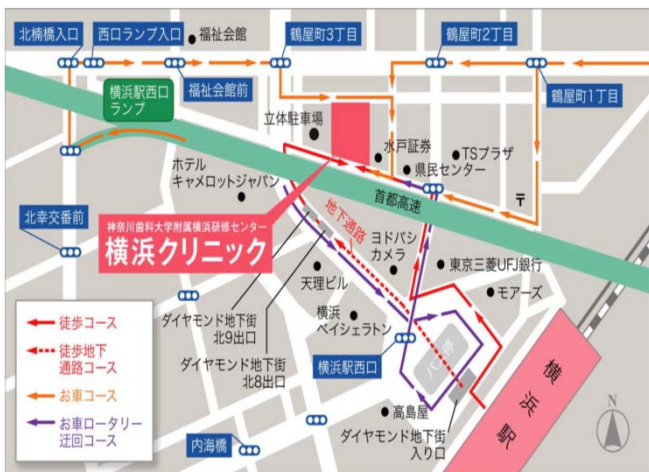 北楠橋入口
西口ランプ入口
福祉会館
鶴屋町3丁目
鶴屋町2丁目
福祉会館前
鶴屋町1丁目
横浜駅西口
ランプ
立体駐車場
水戸証券
TSプラザ
県民センター
ホテル
キャメロットジャパン
首都高速
〒
北幸交番前
神奈川歯科大学附属横浜研修センター
横浜クリニック
地下通路
ヨドバシ
カメラ
東京三菱UFJ銀行
天理ビル
モアーズ
ダイヤモンド地下街
北9出口
横浜
ベイシェラトン
ダイヤモンド地下街
北8出口
横浜駅西口
バス停
横浜駅
高島屋
ダイヤモンド地下街
入り口
内海橋
徒歩コース
徒歩地下
通路コース
お車コース
お車ロータリー
迂回コース
N